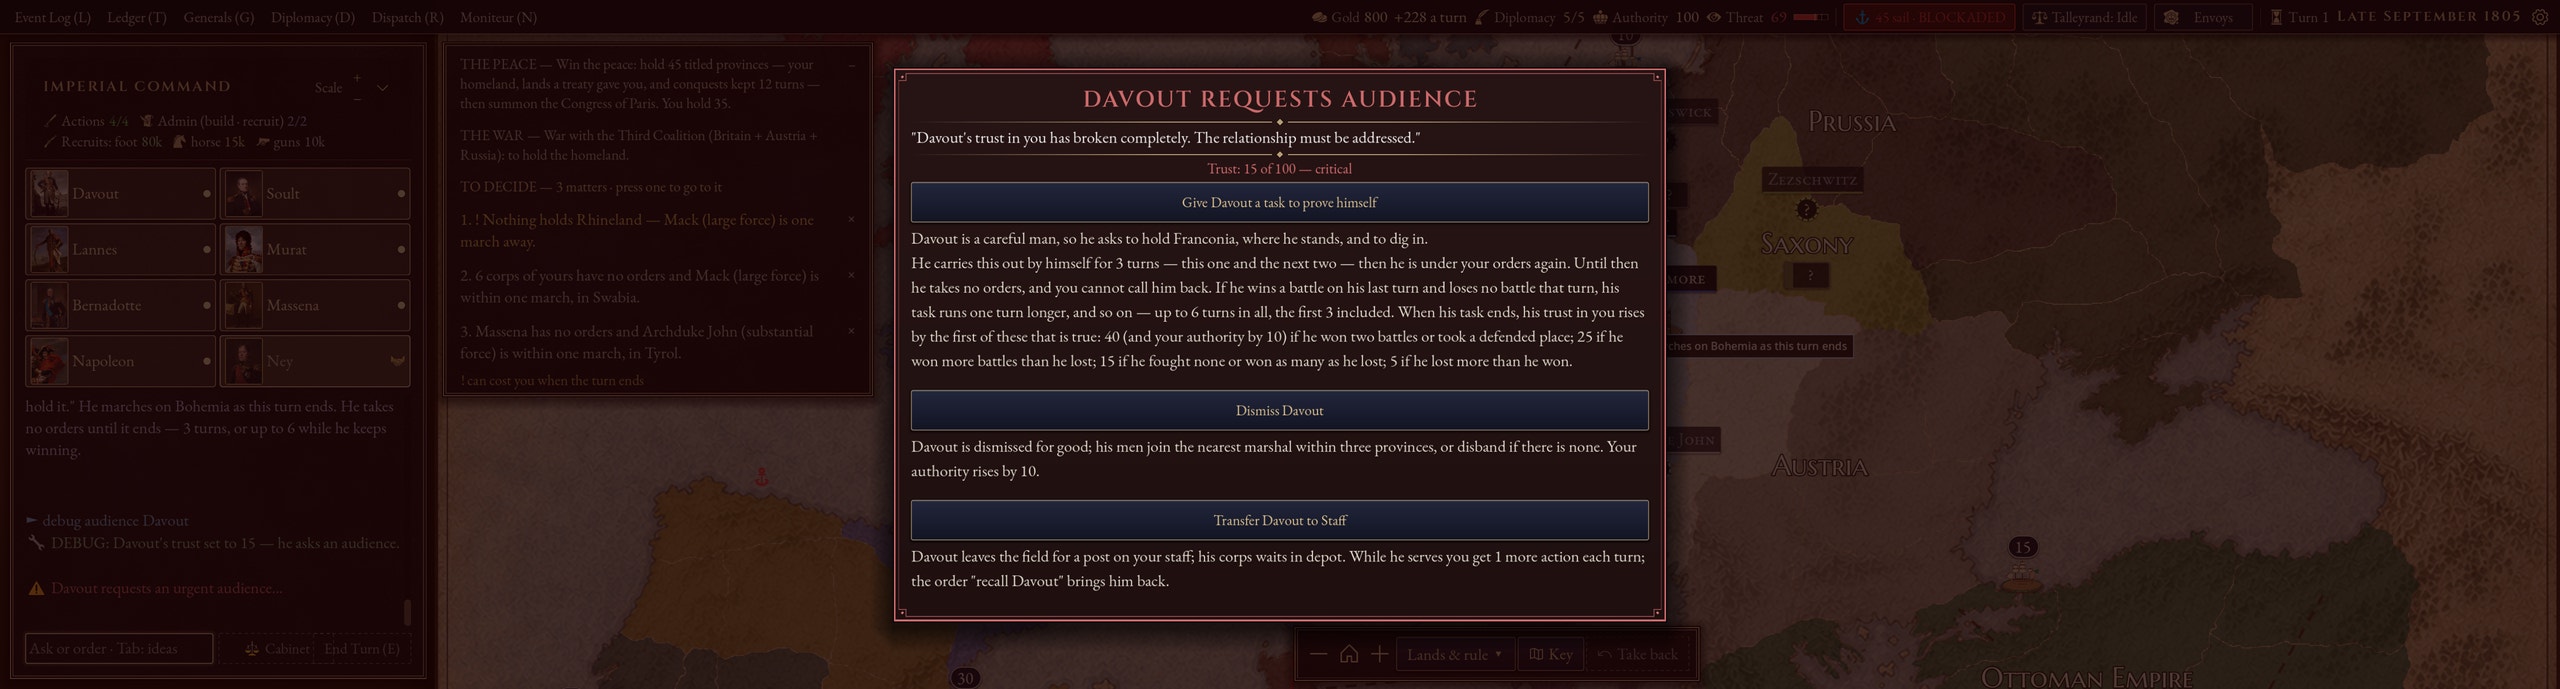 Event Log (L) Ledger (T) Generals (G) Diplomacy (D) Dispatch (R) Moniteur (N)
Gold 800 +228 a turn Diplomacy 5/5 Authority 100 Threat 69
45 sail · BLOCKADED
Talleyrand: Idle
Envoys
Turn 1 LATE SEPTEMBER 1805
IMPERIAL COMMAND
Scale + −
Actions 4/4 Admin (build · recruit) 2/2
Recruits: foot 80k horse 15k guns 10k
Davout
Soult
Lannes
Murat
Bernadotte
Massena
Napoleon
Ney
hold it." He marches on Bohemia as this turn ends. He takes
no orders until it ends — 3 turns, or up to 6 while he keeps
winning.
debug audience Davout
DEBUG: Davout's trust set to 15 — he asks an audience.
Davout requests an urgent audience...
Ask or order · Tab: ideas
Cabinet
End Turn (E)
THE PEACE — Win the peace: hold 45 titled provinces — your
homeland, lands a treaty gave you, and conquests kept 12 turns —
then summon the Congress of Paris. You hold 35.
THE WAR — War with the Third Coalition (Britain + Austria +
Russia): to hold the homeland.
TO DECIDE — 3 matters · press one to go to it
1. ! Nothing holds Rhineland — Mack (large force) is one
march away.
2. 6 corps of yours have no orders and Mack (large force) is
within one march, in Swabia.
3. Massena has no orders and Archduke John (substantial
force) is within one march, in Tyrol.
! can cost you when the turn ends
DAVOUT REQUESTS AUDIENCE
"Davout's trust in you has broken completely. The relationship must be addressed."
Trust: 15 of 100 — critical
Give Davout a task to prove himself
Davout is a careful man, so he asks to hold Franconia, where he stands, and to dig in.
He carries this out by himself for 3 turns — this one and the next two — then he is under your orders again. Until then
he takes no orders, and you cannot call him back. If he wins a battle on his last turn and loses no battle that turn, his
task runs one turn longer, and so on — up to 6 turns in all, the first 3 included. When his task ends, his trust in you rises
by the first of these that is true: 40 (and your authority by 10) if he won two battles or took a defended place; 25 if he
won more battles than he lost; 15 if he fought none or won as many as he lost; 5 if he lost more than he won.
Dismiss Davout
Davout is dismissed for good; his men join the nearest marshal within three provinces, or disband if there is none. Your
authority rises by 10.
Transfer Davout to Staff
Davout leaves the field for a post on your staff; his corps waits in depot. While he serves you get 1 more action each turn;
the order "recall Davout" brings him back.
SWICK
PRUSSIA
ZEZSCHWITZ
?
SAXONY
?
MORE
ches on Bohemia as this turn ends
E JOHN
AUSTRIA
15
30
OTTOMAN EMPIRE
Lands & rule
Key
Take back